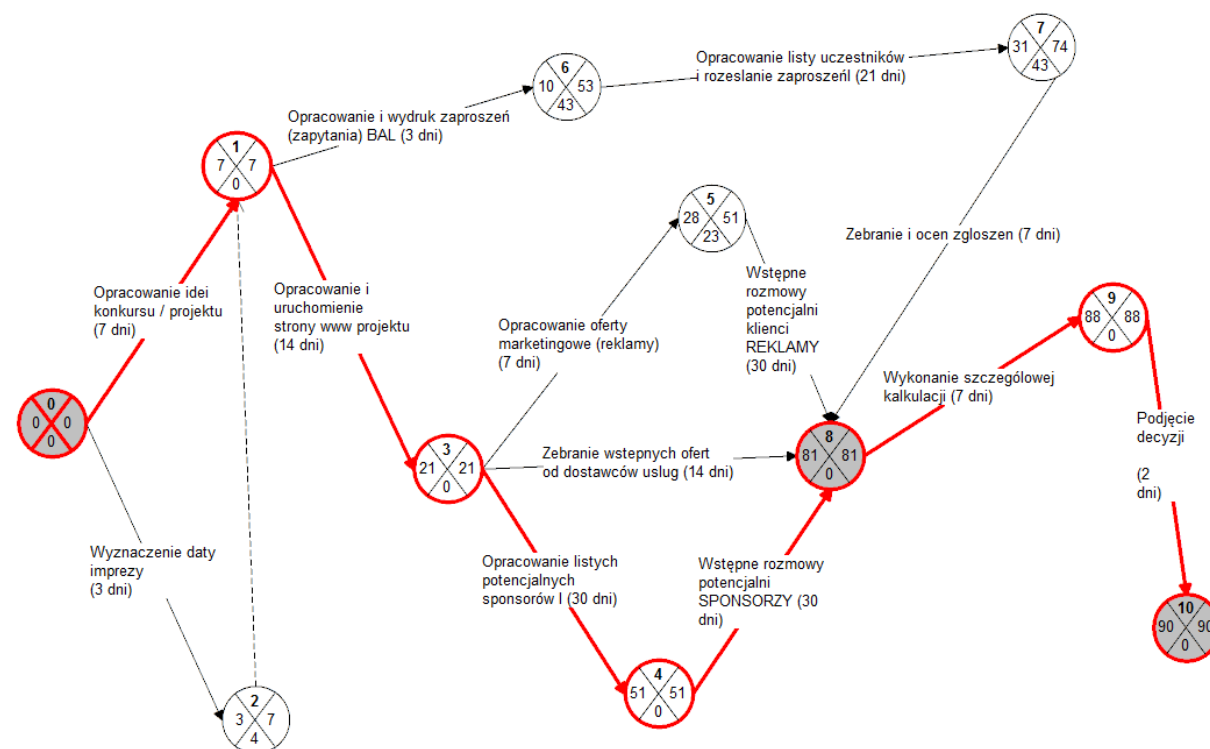 7
31 74
43
Opracowanie listy uczestników
i rozeslanie zaproszeńl (21 dni)
6
10 53
43
Opracowanie i wydruk zaproszeń
(zapytania) BAL (3 dni)
1
7 7
0
5
28 51
23
Zebranie i ocen zgloszen (7 dni)
Opracowanie idei
konkursu / projektu
(7 dni)
Opracowanie i
uruchomienie
strony www projektu
(14 dni)
Wstępne
rozmowy
potencjalni
klienci
REKLAMY
(30 dni)
Opracowanie oferty
marketingowe (reklamy)
(7 dni)
9
88 88
0
Wykonanie szczególowej
kalkulacji (7 dni)
0
0 0
0
Podjęcie
decyzji
(2
dni)
3
21 21
0
Zebranie wstepnych ofert
od dostawców uslug (14 dni)
8
81 81
0
Wyznaczenie daty
imprezy
(3 dni)
Opracowanie listych
potencjalnych
sponsorów I (30 dni)
Wstępne rozmowy
potencjalni
SPONSORZY (30
dni)
10
90 90
0
4
51 51
0
2
3 7
4